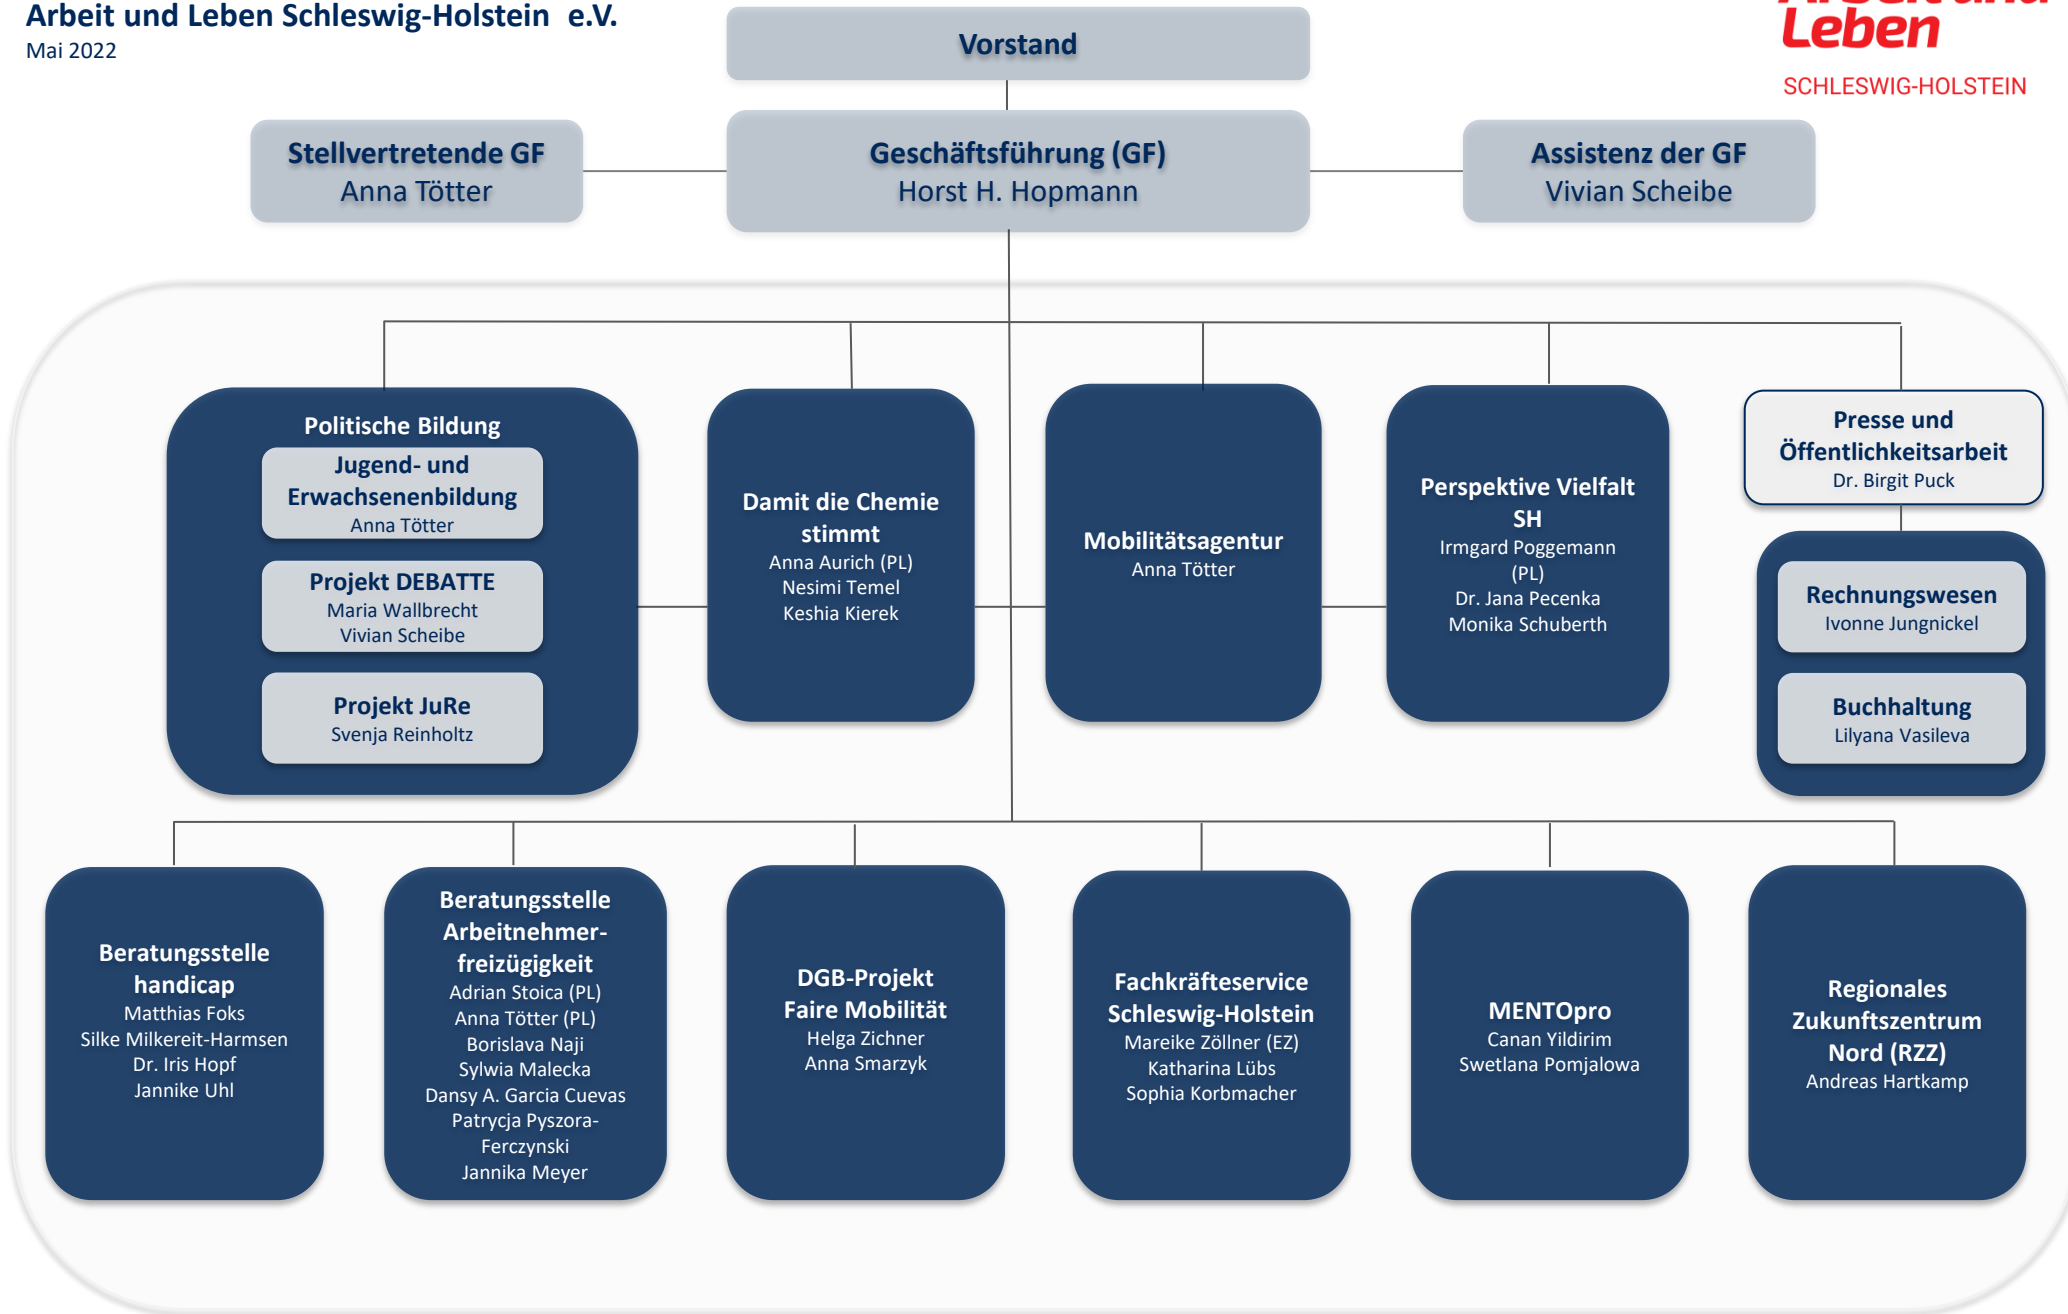 Arbeit und Leben Schleswig-Holstein e.V.
Mai 2022
Arbeit und
Leben
SCHLESWIG-HOLSTEIN
Vorstand
Stellvertretende GF
Anna Tötter
Geschäftsführung (GF)
Horst H. Hopmann
Assistenz der GF
Vivian Scheibe
Politische Bildung
Jugend- und
Erwachsenenbildung
Anna Tötter
Projekt DEBATTE
Maria Wallbrecht
Vivian Scheibe
Projekt JuRe
Svenja Reinholtz
Damit die Chemie
stimmt
Anna Aurich (PL)
Nesimi Temel
Keshia Kierek
Mobilitätsagentur
Anna Tötter
Perspektive Vielfalt
SH
Irmgard Poggemann
(PL)
Dr. Jana Pecenka
Monika Schuberth
Presse und
Öffentlichkeitsarbeit
Dr. Birgit Puck
Rechnungswesen
Ivonne Jungnickel
Buchhaltung
Lilyana Vasileva
Beratungsstelle
handicap
Matthias Foks
Silke Milkereit-Harmsen
Dr. Iris Hopf
Jannike Uhl
Beratungsstelle
Arbeitnehmer-
freizügigkeit
Adrian Stoica (PL)
Anna Tötter (PL)
Borislava Naji
Sylwia Malecka
Dansy A. Garcia Cuevas
Patrycja Pyszora-
Ferczynski
Jannika Meyer
DGB-Projekt
Faire Mobilität
Helga Zichner
Anna Smarzyk
Fachkräfteservice
Schleswig-Holstein
Mareike Zöllner (EZ)
Katharina Lübs
Sophia Korbmacher
MENTOpro
Canan Yildirim
Swetlana Pomjalowa
Regionales
Zukunftszentrum
Nord (RZZ)
Andreas Hartkamp